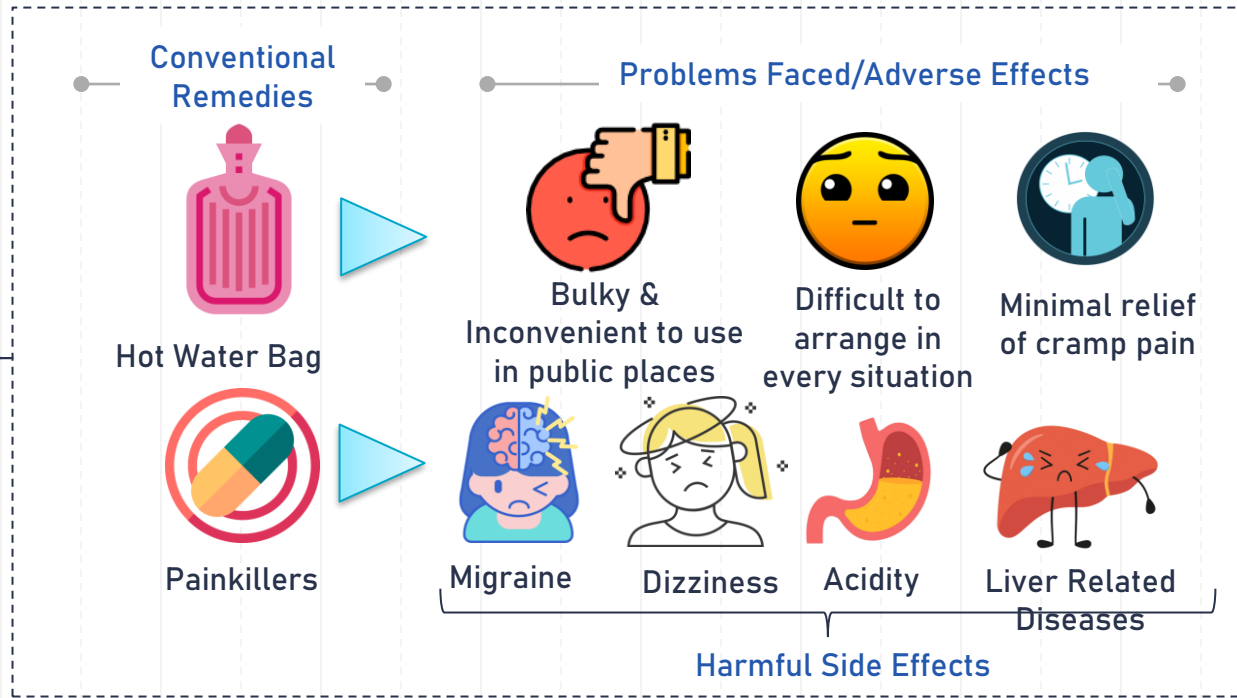 Conventional
Remedies
Problems Faced/Adverse Effects
Hot Water Bag
Bulky &
Inconvenient to use
in public places
Difficult to
arrange in
every situation
Minimal relief
of cramp pain
Painkillers
Migraine
Dizziness
Acidity
Liver Related
Diseases
Harmful Side Effects